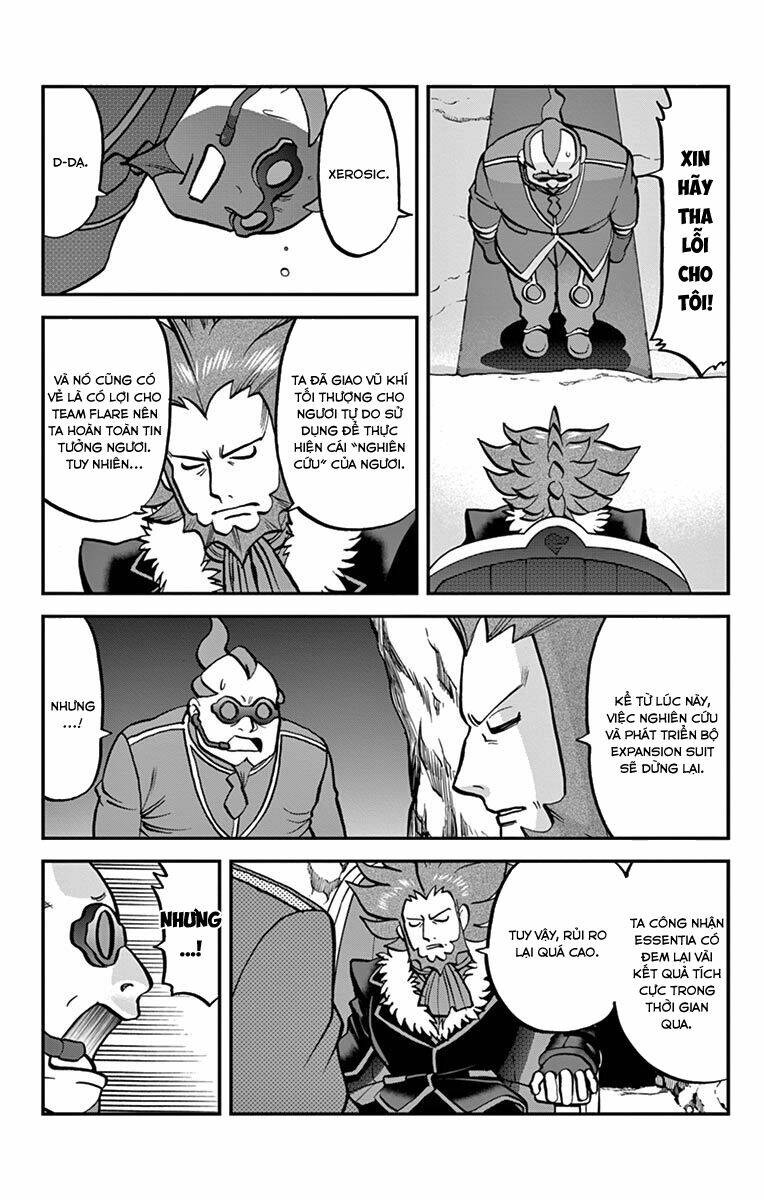 XIN
HÃY
THA
LỖI
CHO
TÔI!
XEROSIC.
D-DẠ.
TA ĐÃ GIAO VŨ KHÍ
TỐI THƯỢNG CHO
NGƯƠI TỰ DO SỬ
DỤNG ĐỂ THỰC
HIỆN CÁI “NGHIÊN
CỨU” CỦA NGƯƠI.
VÀ NÓ CŨNG CÓ
VẺ LÀ CÓ LỢI CHO
TEAM FLARE NÊN
TA HOÀN TOÀN TIN
TƯỞNG NGƯƠI.
TUY NHIÊN...
KỂ TỪ LÚC NÀY,
VIỆC NGHIÊN CỨU
VÀ PHÁT TRIỂN BỘ
EXPANSION SUIT
SẼ DỪNG LẠI.
NHƯNG
...!
TA CÔNG NHẬN
ESSENTIA CÓ
ĐEM LẠI VÀI
KẾT QUẢ TÍCH
CỰC TRONG
THỜI GIAN
QUA.
TUY VẬY, RỦI RO
LẠI QUÁ CAO.
NHƯNG
...!